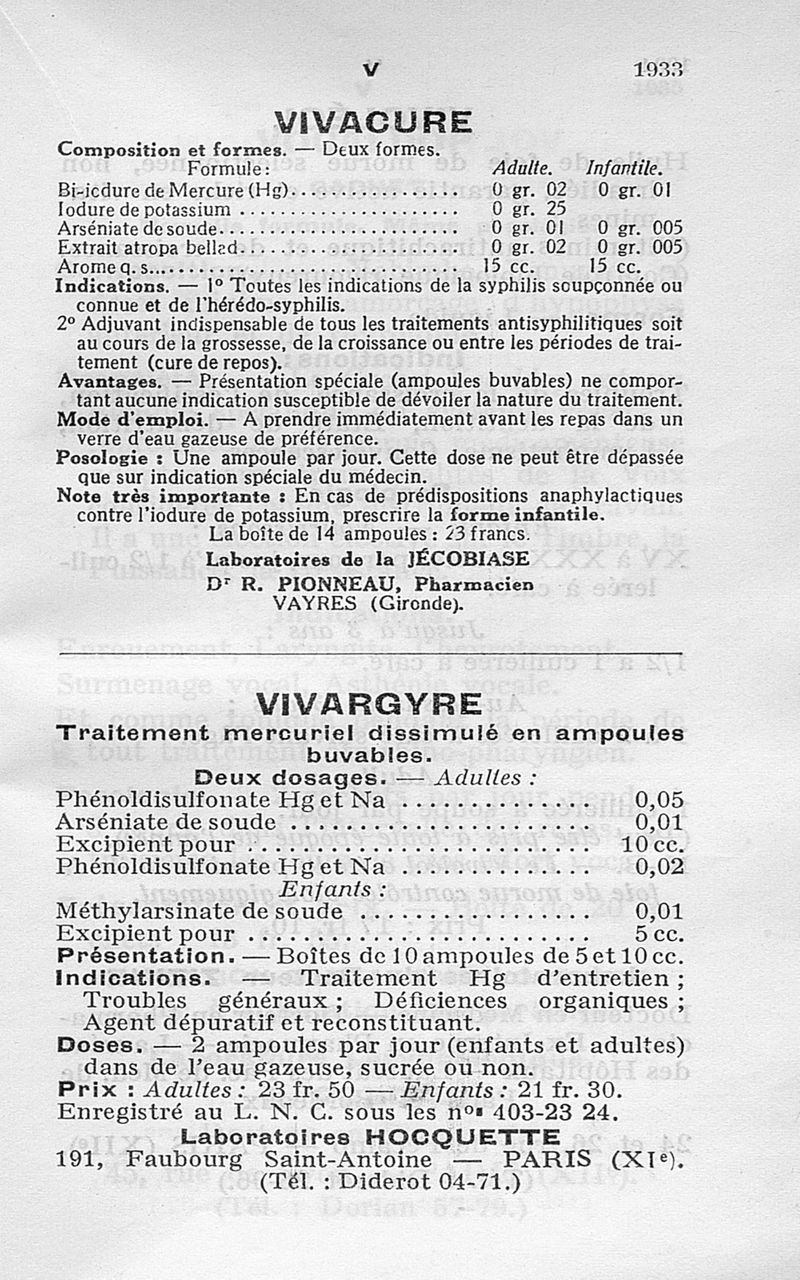 V 1933
VIVACURE
Composition et formes. — Deux formes.
Formule : Adulte. Infantile.
Bi-iodure de Mercure (Hg) . . . . . . . . . . . . . . . . . 0 gr. 02 0 gr. 01
Iodure de potassium . . . . . . . . . . . . . . . . . . . . . . . 0 gr. 25
Arséniate de soude . . . . . . . . . . . . . . . . . . . . . . . . . 0 gr. 01 0 gr. 005
Extrait atropa bellad . . . . . . . . . . . . . . . . . . . . . . . 0 gr. 02 0 gr. 005
Arome q. s. . . . . . . . . . . . . . . . . . . . . . . . . . . . . . . . 15 cc. 15 cc.
Indications. — 1º Toutes les indications de la syphilis soupçonnée ou
connue et de l'hérédo-syphilis.
2º Adjuvant indispensable de tous les traitements antisyphilitiques soit
au cours de la grossesse, de la croissance ou entre les périodes de trai-
tement (cure de repos).
Avantages. — Présentation spéciale (ampoules buvables) ne compor-
tant aucune indication susceptible de dévoiler la nature du traitement.
Mode d'emploi. — A prendre immédiatement avant les repas dans un
verre d'eau gazeuse de préférence.
Posologie : Une ampoule par jour. Cette dose ne peut être dépassée
que sur indication spéciale du médecin.
Note très importante : En cas de prédispositions anaphylactiques
contre l'iodure de potassium, prescrire la forme infantile.
La boîte de 14 ampoules : 23 francs.
Laboratoires de la JÉCOBIASE
Dr R. PIONNEAU, Pharmacien
VAYRES (Gironde).
VIVARGYRE
Traitement mercuriel dissimulé en ampoules
buvables.
Deux dosages. — Adultes :
Phénoldisulfonate Hg et Na . . . . . . . . . . . . . . . 0,05
Arséniate de soude . . . . . . . . . . . . . . . . . . . . . . . 0,01
Excipient pour . . . . . . . . . . . . . . . . . . . . . . . . . . 10 cc.
Phénoldisulfonate Hg et Na . . . . . . . . . . . . . . . 0,02
Enfants :
Méthylarsinate de soude . . . . . . . . . . . . . . . . . . 0,01
Excipient pour . . . . . . . . . . . . . . . . . . . . . . . . . . 5 cc.
Présentation. — Boîtes de 10 ampoules de 5 et 10 cc.
Indications. — Traitement Hg d'entretien ;
Troubles généraux ; Déficiences organiques ;
Agent dépuratif et reconstituant.
Doses. — 2 ampoules par jour (enfants et adultes)
dans de l'eau gazeuse, sucrée ou non.
Prix : Adultes : 23 fr. 50 — Enfants : 21 fr. 30.
Enregistré au L. N. C. sous les nos 403-23 24.
Laboratoires HOCQUETTE
191, Faubourg Saint-Antoine — PARIS (XIe).
(Tél. : Diderot 04-71.)